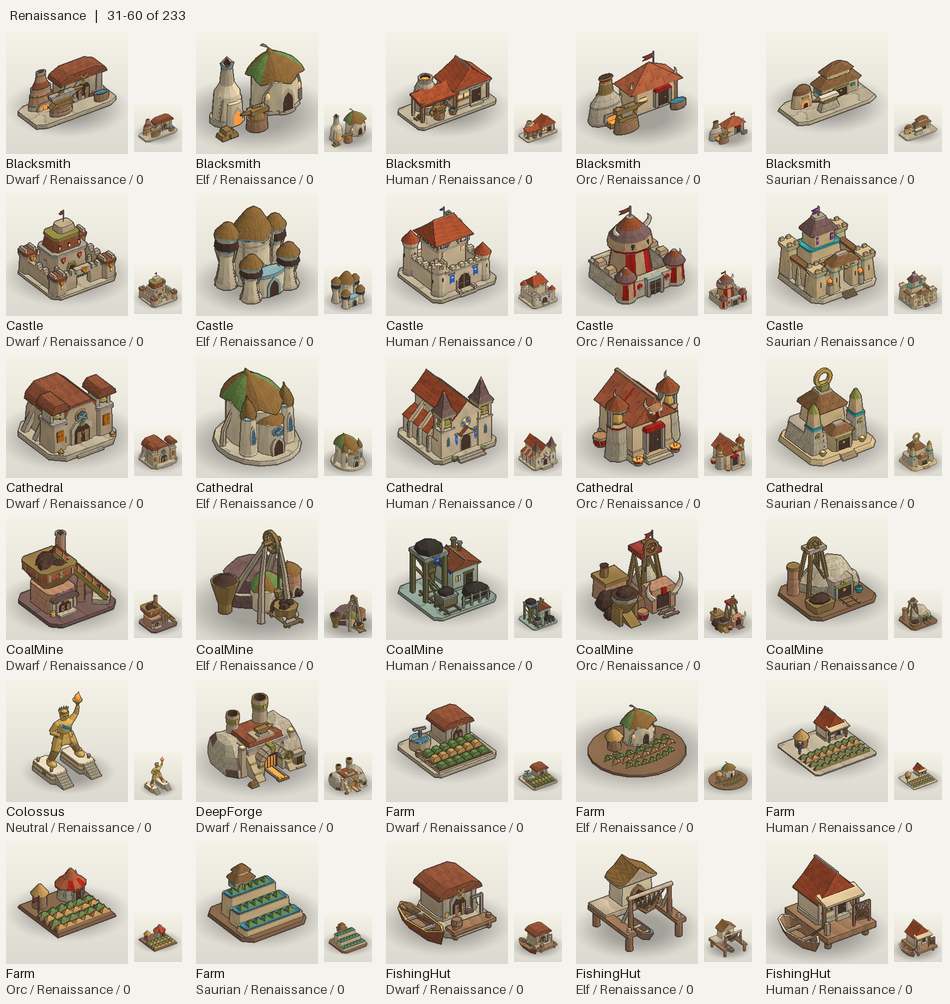 Renaissance | 31-60 of 233
Blacksmith
Dwarf / Renaissance / 0
Blacksmith
Elf / Renaissance / 0
Blacksmith
Human / Renaissance / 0
Blacksmith
Orc / Renaissance / 0
Blacksmith
Saurian / Renaissance / 0
Castle
Dwarf / Renaissance / 0
Castle
Elf / Renaissance / 0
Castle
Human / Renaissance / 0
Castle
Orc / Renaissance / 0
Castle
Saurian / Renaissance / 0
Cathedral
Dwarf / Renaissance / 0
Cathedral
Elf / Renaissance / 0
Cathedral
Human / Renaissance / 0
Cathedral
Orc / Renaissance / 0
Cathedral
Saurian / Renaissance / 0
CoalMine
Dwarf / Renaissance / 0
CoalMine
Elf / Renaissance / 0
CoalMine
Human / Renaissance / 0
CoalMine
Orc / Renaissance / 0
CoalMine
Saurian / Renaissance / 0
Colossus
Neutral / Renaissance / 0
DeepForge
Dwarf / Renaissance / 0
Farm
Dwarf / Renaissance / 0
Farm
Elf / Renaissance / 0
Farm
Human / Renaissance / 0
Farm
Orc / Renaissance / 0
Farm
Saurian / Renaissance / 0
FishingHut
Dwarf / Renaissance / 0
FishingHut
Elf / Renaissance / 0
FishingHut
Human / Renaissance / 0